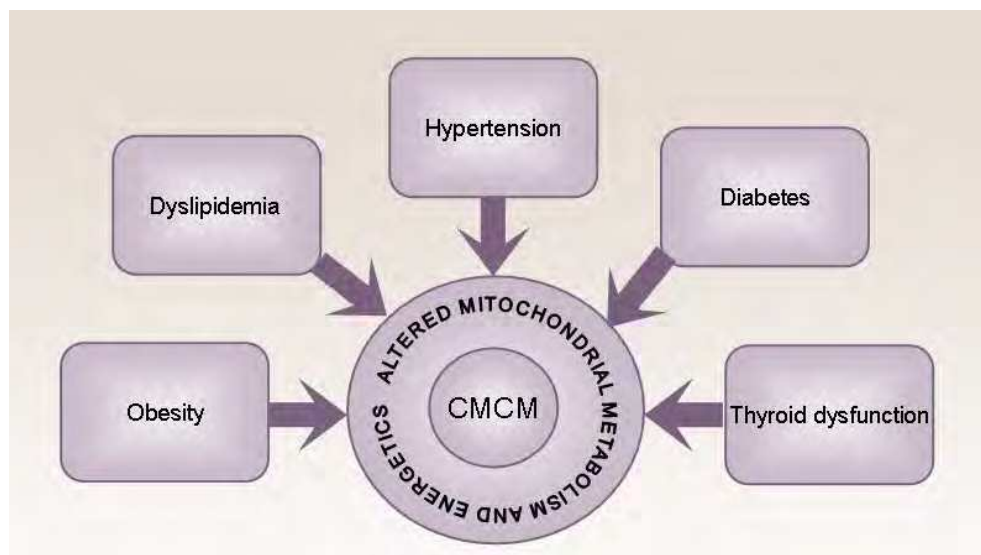 Hypertension
Dyslipidemia
Diabetes
Obesity
ALTERED MITOCHONDRIAL METABOLISM AND ENERGETICS
CMCM
Thyroid dysfunction